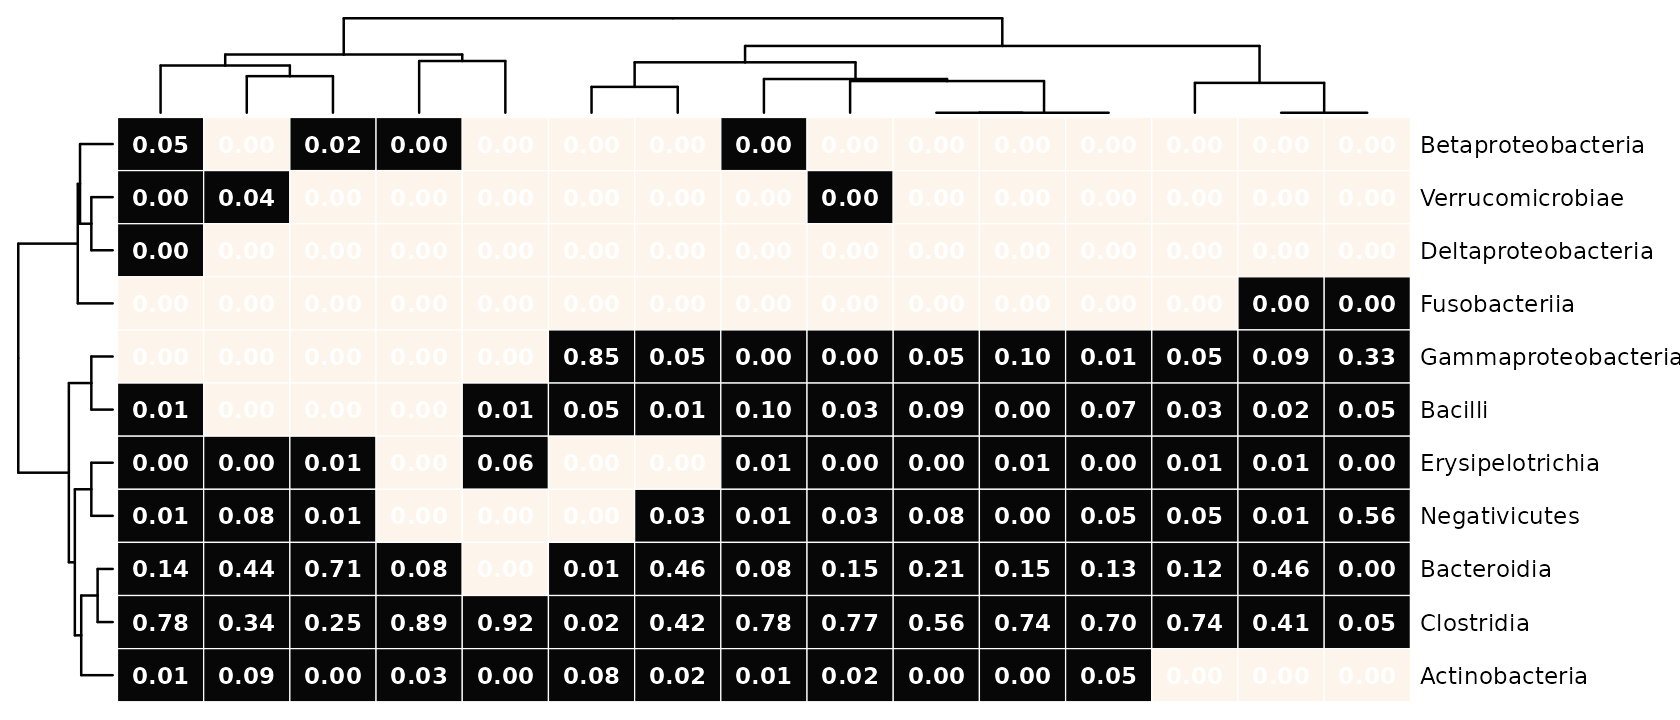 0.05 0.00 0.02 0.00 0.00 0.00 0.00 0.00 0.00 0.00 0.00 0.00 0.00 0.00 0.00 Betaproteobacteria
0.00 0.04 0.00 0.00 0.00 0.00 0.00 0.00 0.00 0.00 0.00 0.00 0.00 0.00 0.00 Verrucomicrobiae
0.00 0.00 0.00 0.00 0.00 0.00 0.00 0.00 0.00 0.00 0.00 0.00 0.00 0.00 0.00 Deltaproteobacteria
0.00 0.00 0.00 0.00 0.00 0.00 0.00 0.00 0.00 0.00 0.00 0.00 0.00 0.00 0.00 Fusobacteriia
0.00 0.00 0.00 0.00 0.00 0.85 0.05 0.00 0.00 0.05 0.10 0.01 0.05 0.09 0.33 Gammaproteobacteria
0.01 0.00 0.00 0.00 0.01 0.05 0.01 0.10 0.03 0.09 0.00 0.07 0.03 0.02 0.05 Bacilli
0.00 0.00 0.01 0.00 0.06 0.00 0.00 0.01 0.00 0.00 0.01 0.00 0.01 0.01 0.00 Erysipelotrichia
0.01 0.08 0.01 0.00 0.00 0.00 0.03 0.01 0.03 0.08 0.00 0.05 0.05 0.01 0.56 Negativicutes
0.14 0.44 0.71 0.08 0.00 0.01 0.46 0.08 0.15 0.21 0.15 0.13 0.12 0.46 0.00 Bacteroidia
0.78 0.34 0.25 0.89 0.92 0.02 0.42 0.78 0.77 0.56 0.74 0.70 0.74 0.41 0.05 Clostridia
0.01 0.09 0.00 0.03 0.00 0.08 0.02 0.01 0.02 0.00 0.00 0.05 0.00 0.00 0.00 Actinobacteria